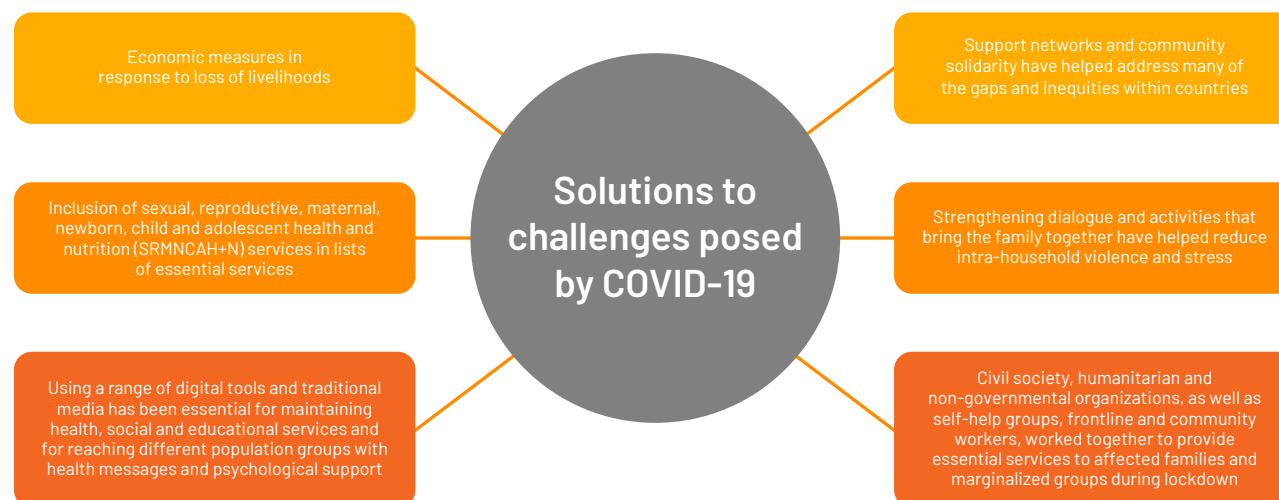 Economic measures in
response to loss of livelihoods
Inclusion of sexual, reproductive, maternal,
newborn, child and adolescent health and
nutrition (SRMNCAH+N) services in lists
of essential services
Using a range of digital tools and traditional
media has been essential for maintaining
health, social and educational services and
for reaching different population groups with
health messages and psychological support
Solutions to
challenges posed
by COVID-19
Support networks and community
solidarity have helped address many of
the gaps and inequities within countries
Strengthening dialogue and activities that
bring the family together have helped reduce
intra-household violence and stress
Civil society, humanitarian and
non-governmental organizations, as well as
self-help groups, frontline and community
workers, worked together to provide
essential services to affected families and
marginalized groups during lockdown